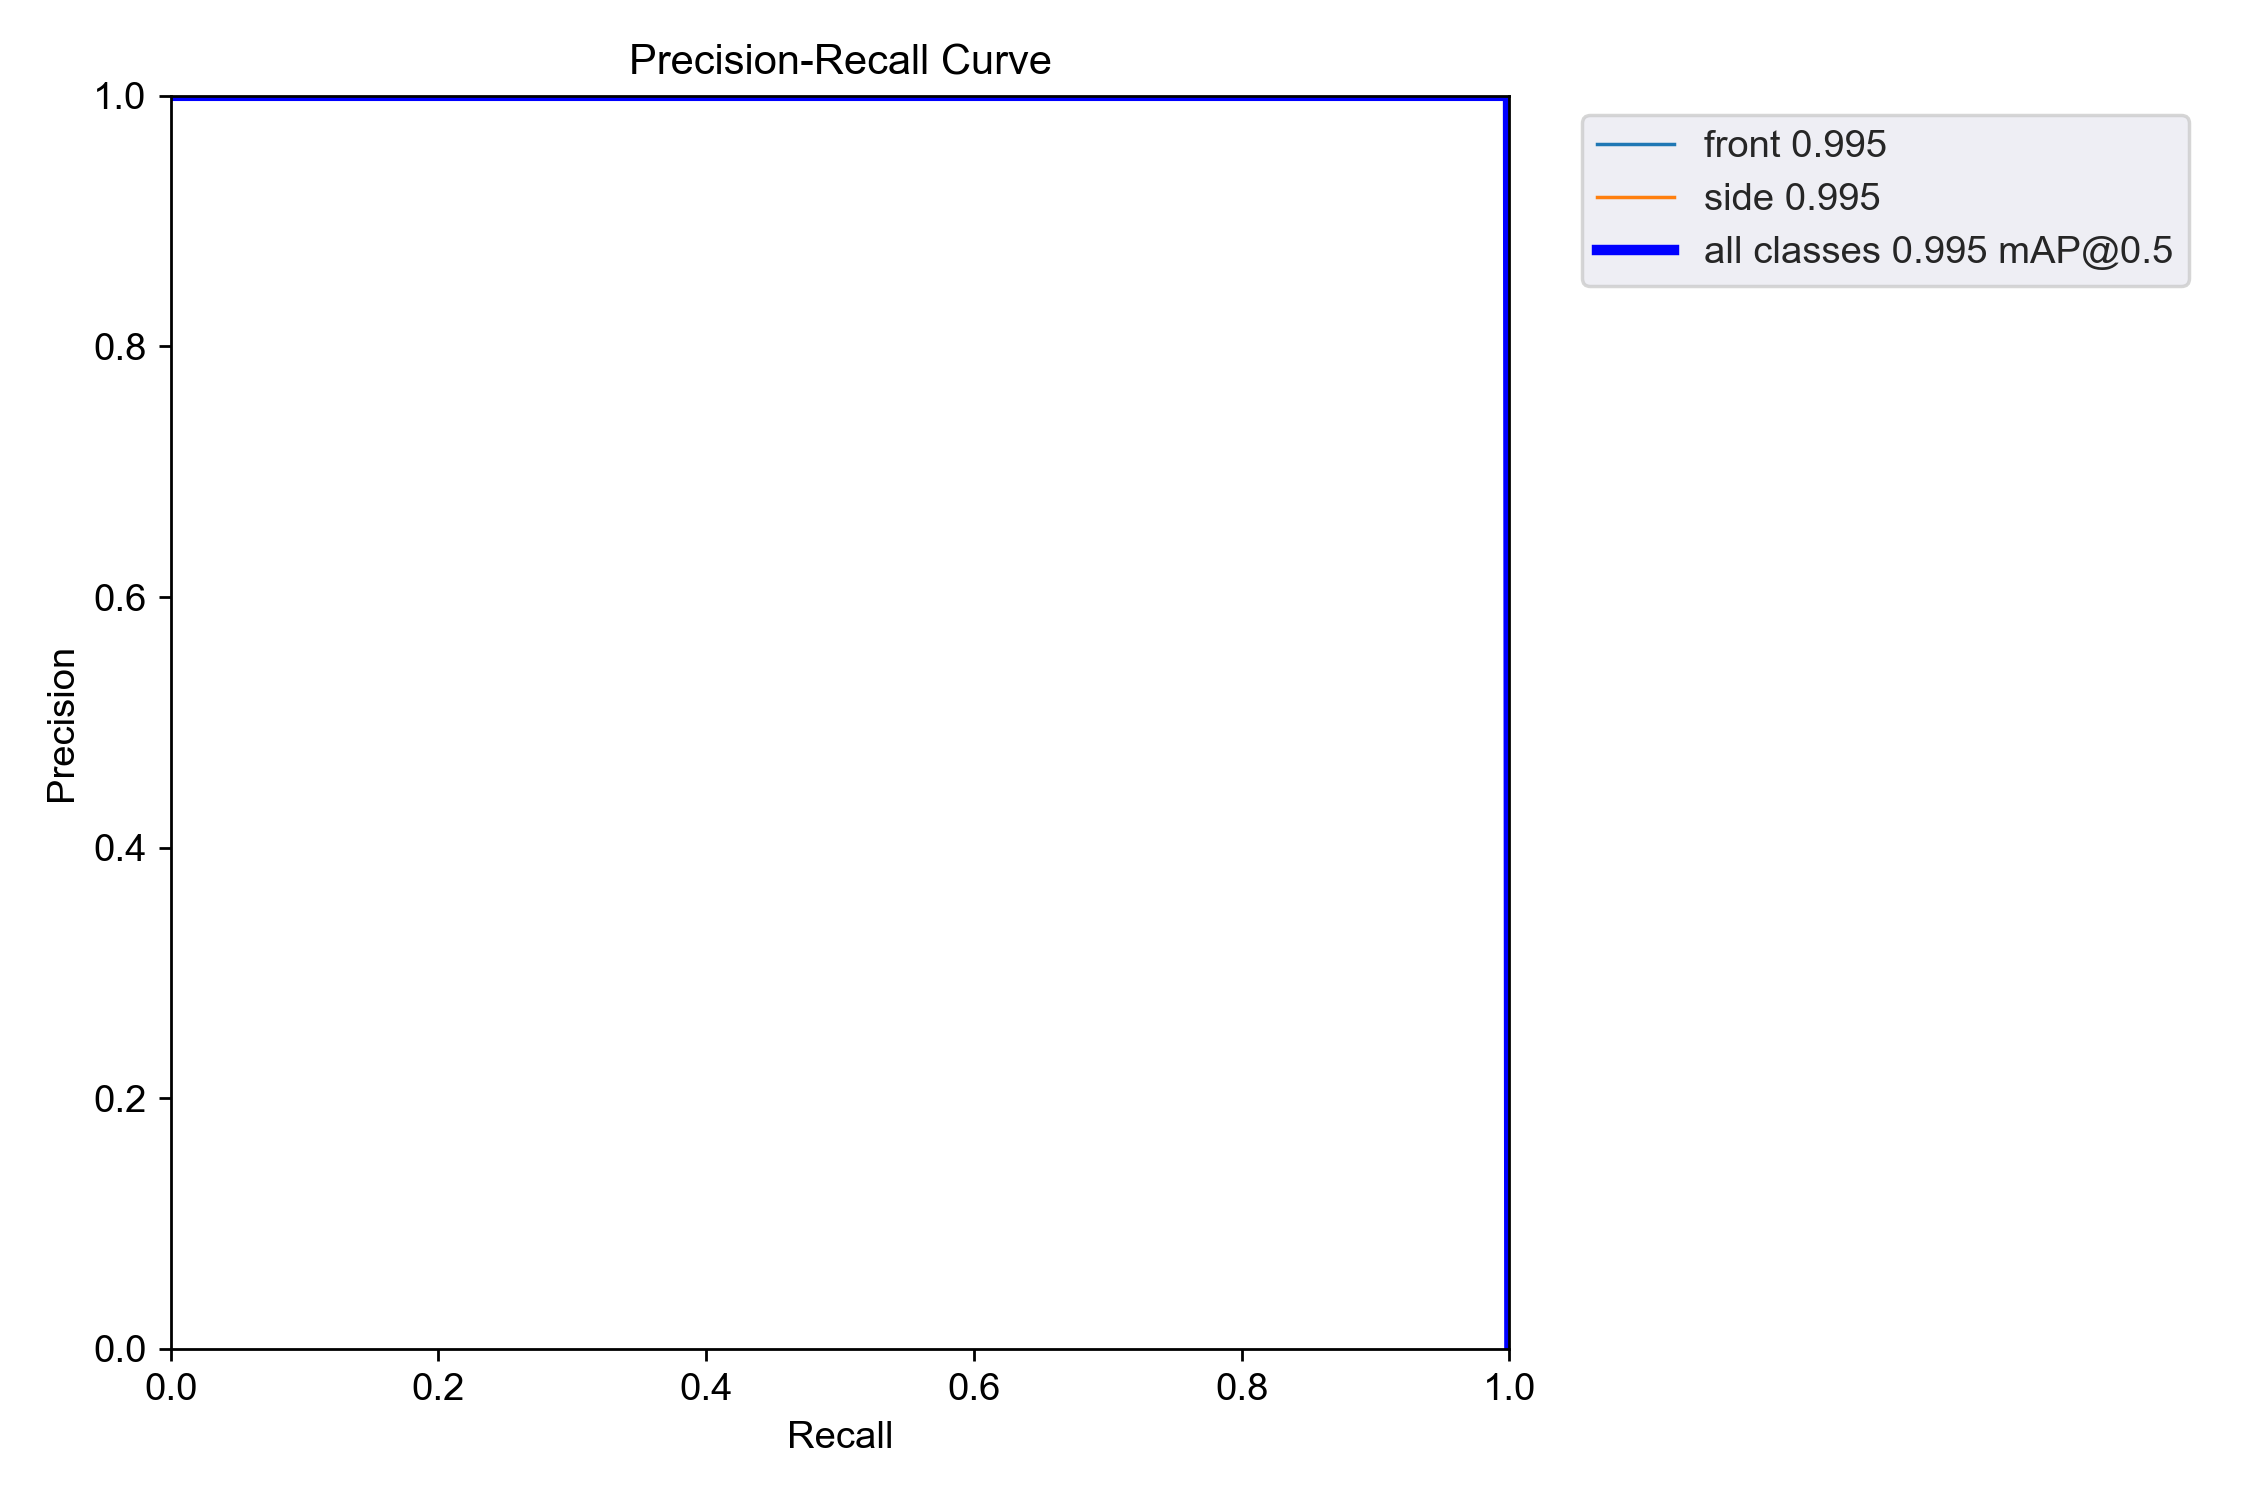 Precision-Recall Curve
1.0
0.8
0.6
0.4
0.2
0.0
Precision
0.0 0.2 0.4 0.6 0.8 1.0
Recall
front 0.995
side 0.995
all classes 0.995 mAP@0.5